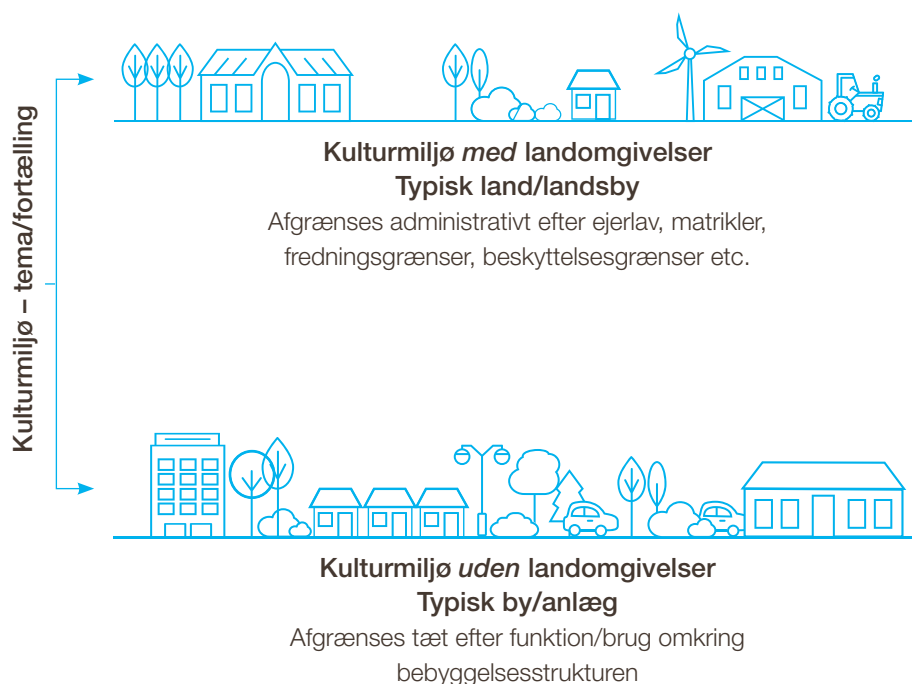 Kulturmiljø – tema/fortælling
Kulturmiljø med landomgivelser
Typisk land/landsby
Afgrænses administrativt efter ejerlav, matrikler,
fredningsgrænser, beskyttelsesgrænser etc.
Kulturmiljø uden landomgivelser
Typisk by/anlæg
Afgrænses tæt efter funktion/brug omkring
bebyggelsesstrukturen